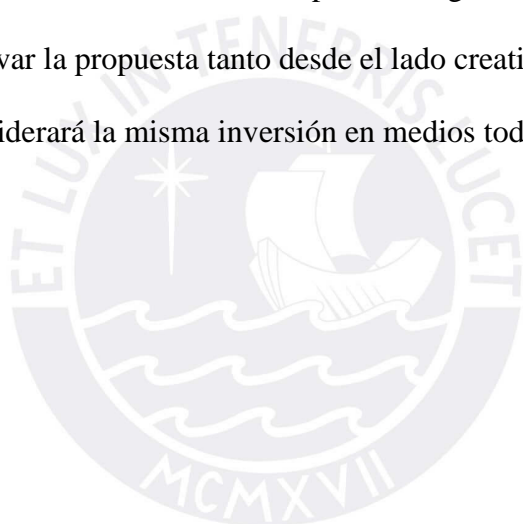 var la propuesta tanto desde el lado creati
iderará la misma inversión en medios tod
ET LUX IN TENEBRIS LUCET
MCMXVII